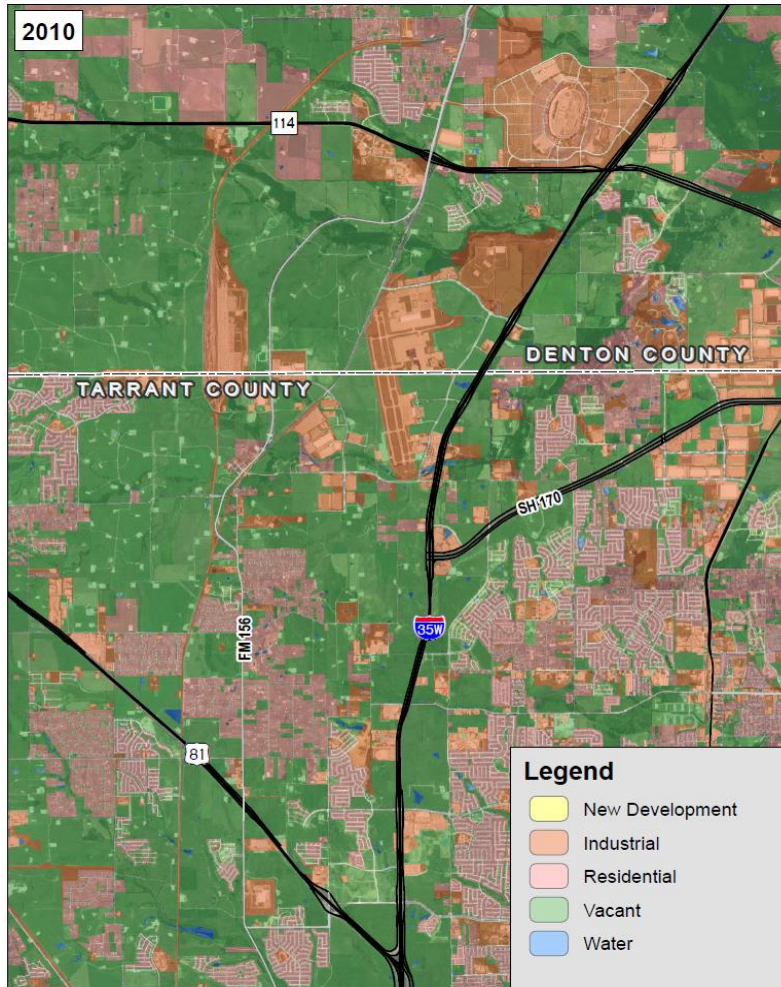 2010
114
DENTON COUNTY
TARRANT COUNTY
SH 170
35W
FM 156
81
Legend
New Development
Industrial
Residential
Vacant
Water